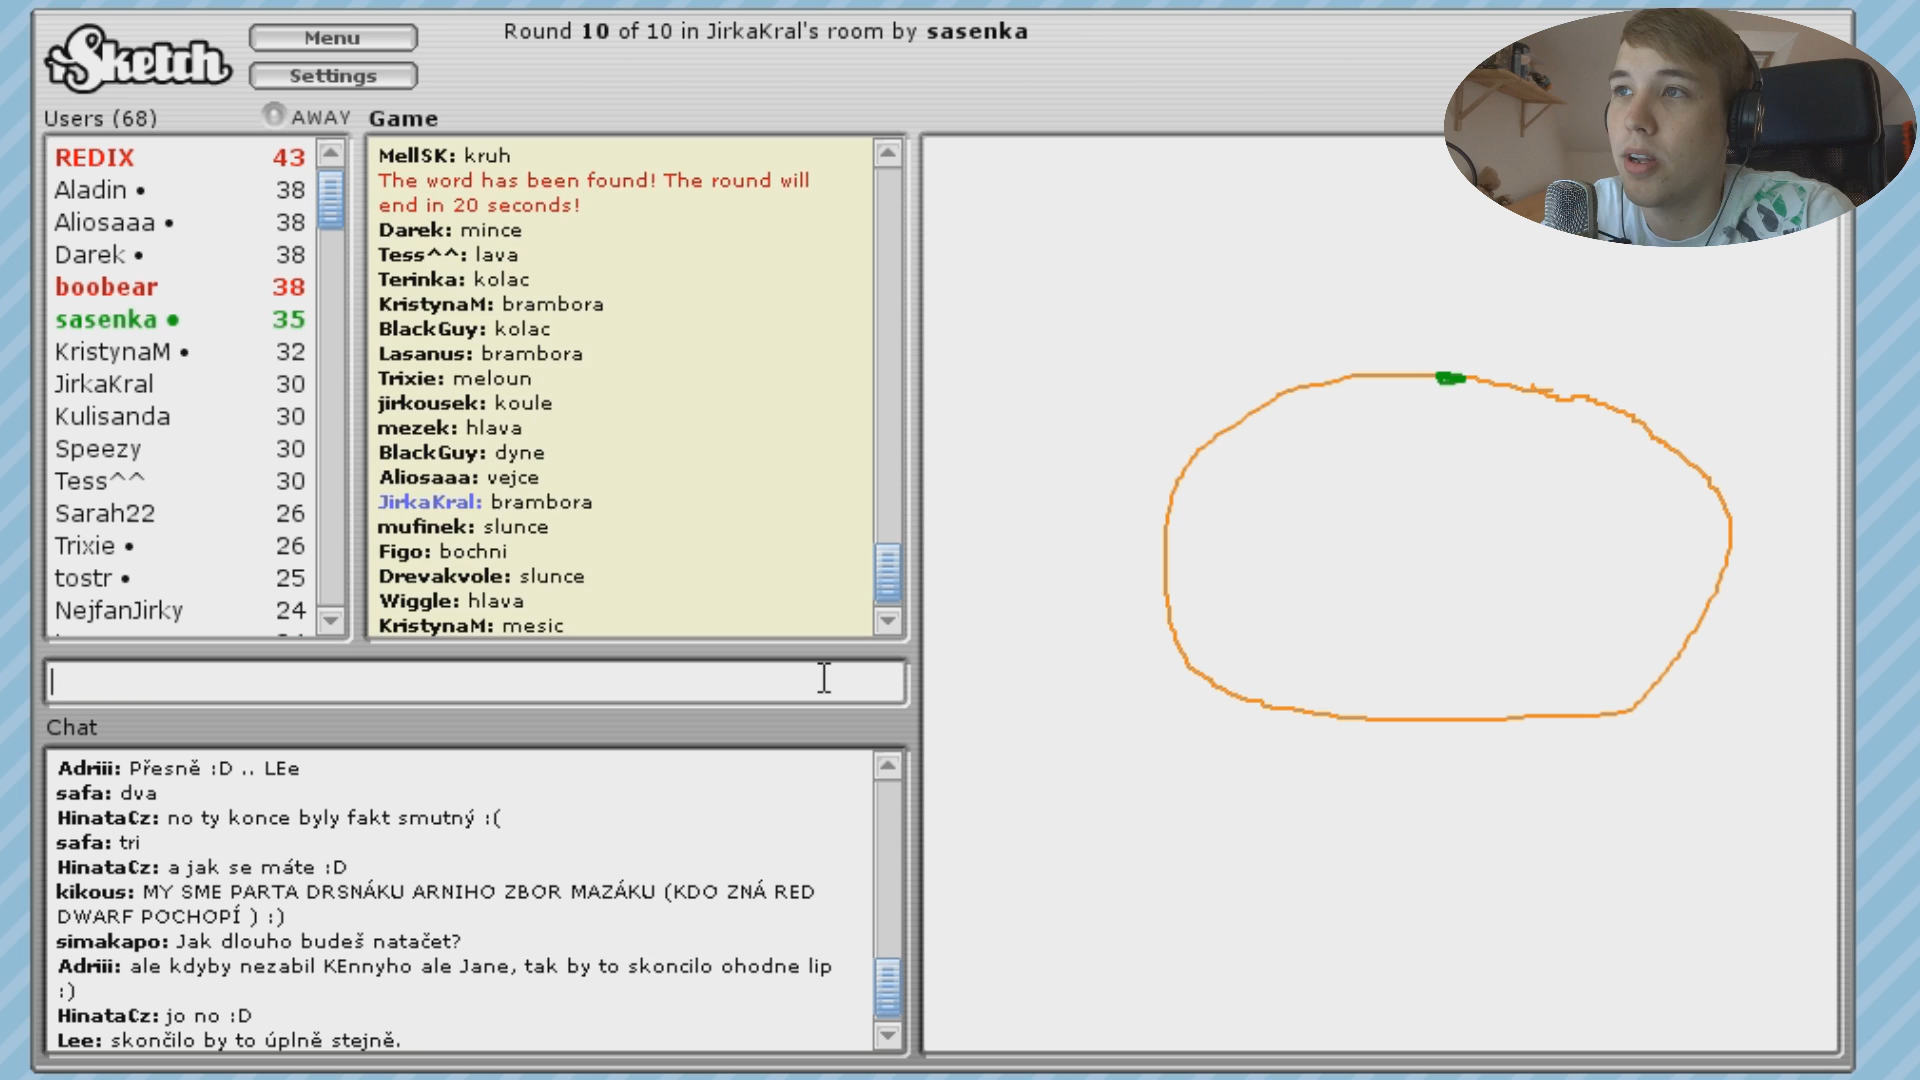 iSketch
Menu
Settings
Round 10 of 10 in JirkaKral's room by sasenka
Users (68)
AWAY
Game
REDIX 43
Aladin • 38
Aliosaaa • 38
Darek • 38
boobear 38
sasenka • 35
KristynaM • 32
JirkaKral 30
Kulisanda 30
Speezy 30
Tess^^ 30
Sarah22 26
Trixie • 26
tostr • 25
NejfanJirky 24
MellSK: kruh
The word has been found! The round will
end in 20 seconds!
Darek: mince
Tess^^: lava
Terinka: kolac
KristynaM: brambora
BlackGuy: kolac
Lasanus: brambora
Trixie: meloun
jirkousek: koule
mezek: hlava
BlackGuy: dyne
Aliosaaa: vejce
JirkaKral: brambora
mufinek: slunce
Figo: bochni
Drevakvole: slunce
Wiggle: hlava
KristynaM: mesic
Chat
Adriii: Přesně :D .. LEe
safa: dva
HinataCz: no ty konce byly fakt smutný :(
safa: tri
HinataCz: a jak se máte :D
kikous: MY SME PARTA DRSNÁKU ARNIHO ZBOR MAZÁKU (KDO ZNÁ RED
DWARF POCHOPÍ ) :)
simakapo: Jak dlouho budeš natačet?
Adriii: ale kdyby nezabil KEnnyho ale Jane, tak by to skoncilo ohodne lip
:)
HinataCz: jo no :D
Lee: skončilo by to úplně stejně.